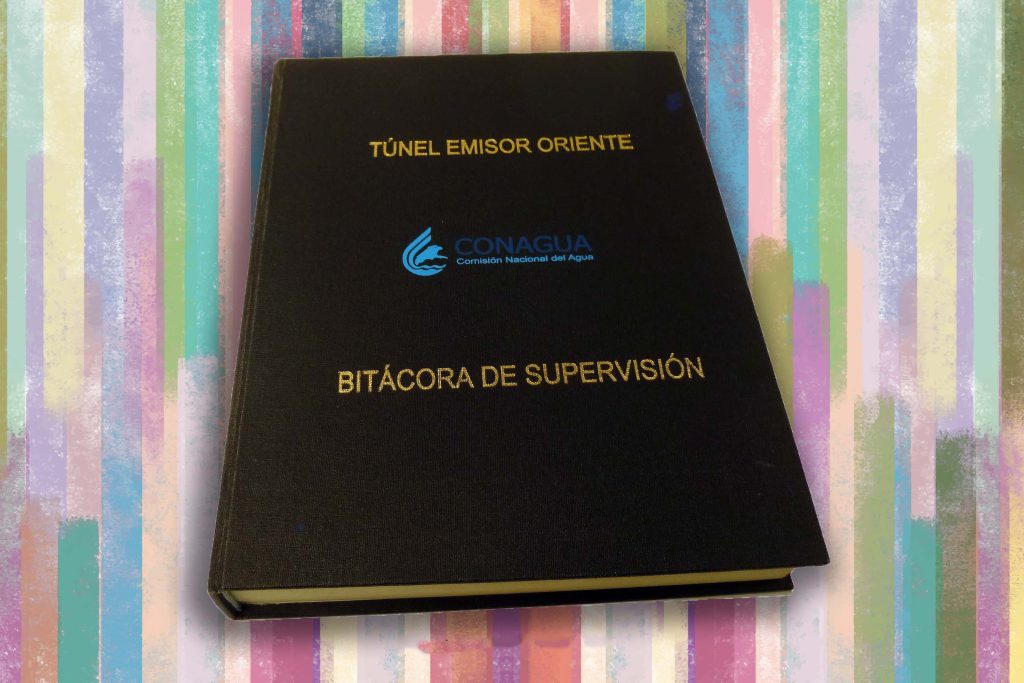 TÚNEL EMISOR ORIENTE
CONAGUA
Comisión Nacional del Agua
BITÁCORA DE SUPERVISIÓN